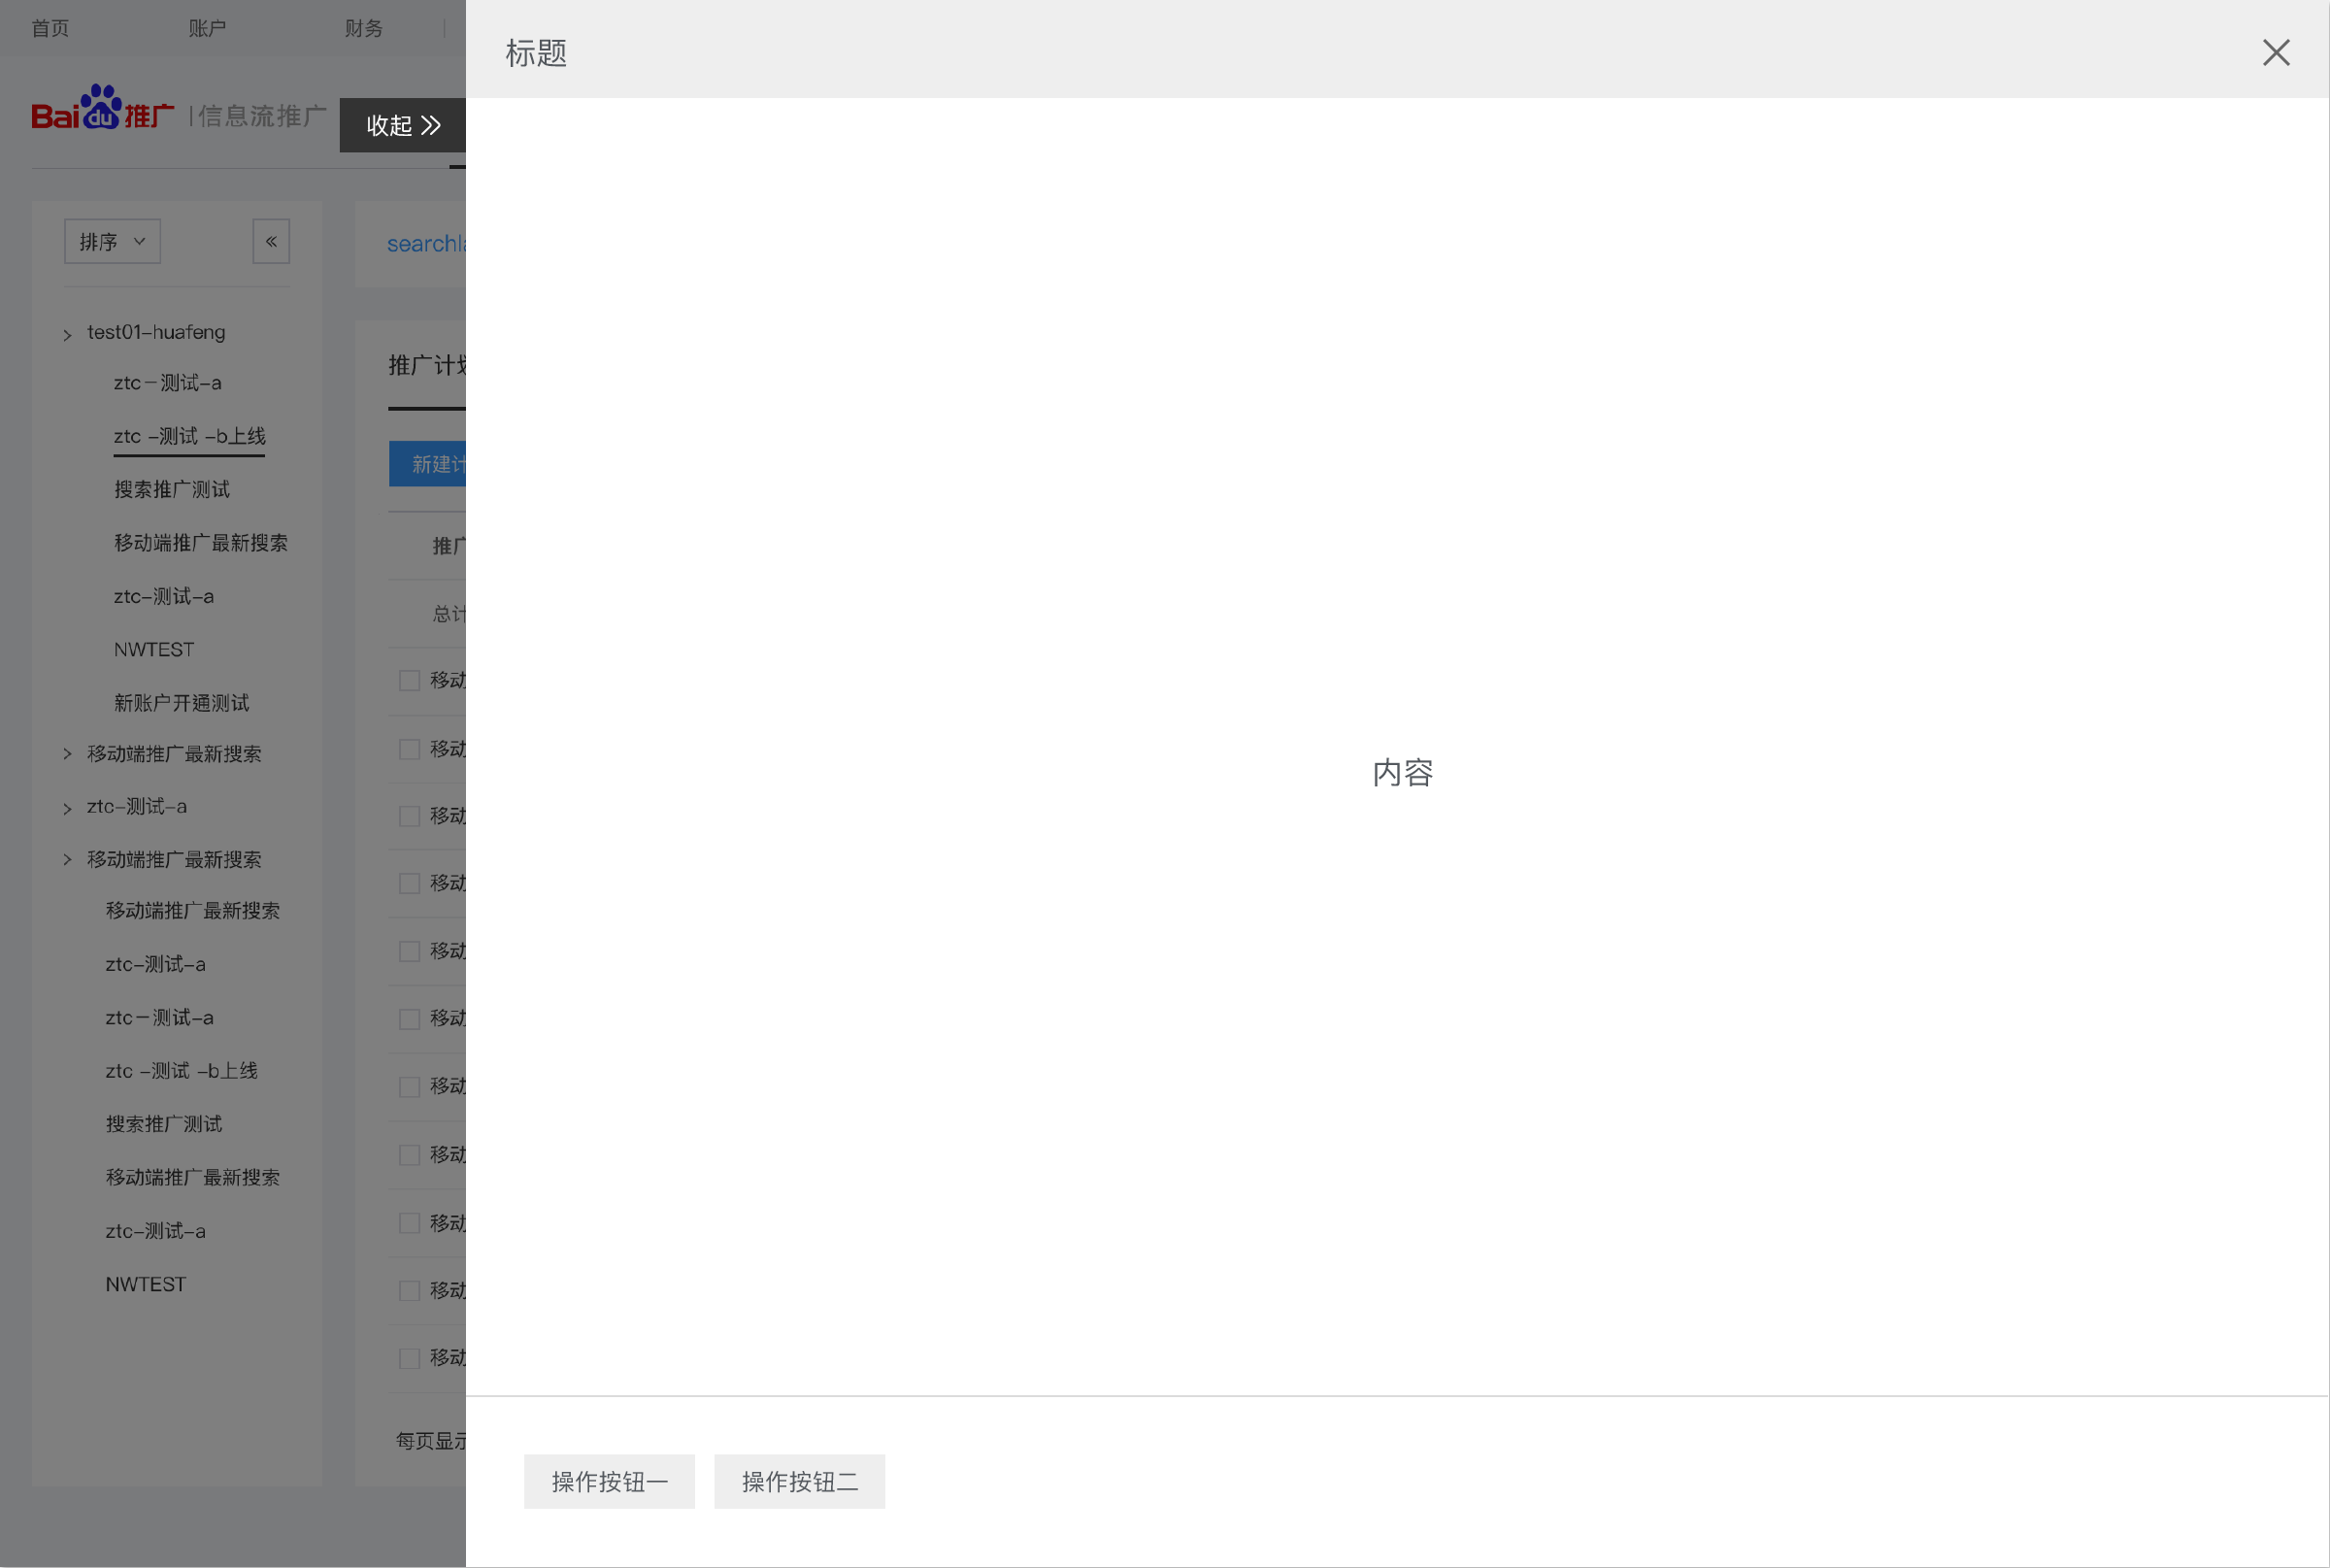 首页 账户 财务
标题
Bai du 推广 |信息流推广
收起
排序
searchla
test01-huafeng
推广计划
ztc－测试-a
ztc -测试 -b上线
新建计
搜索推广测试
移动端推广最新搜索
推广
ztc-测试-a
总计
NWTEST
移动
新账户开通测试
移动端推广最新搜索
移动
内容
ztc-测试-a
移动
移动端推广最新搜索
移动
移动端推广最新搜索
移动
ztc-测试-a
ztc－测试-a
移动
ztc -测试 -b上线
移动
搜索推广测试
移动
移动端推广最新搜索
移动
ztc-测试-a
NWTEST
移动
移动
每页显示
操作按钮一 操作按钮二